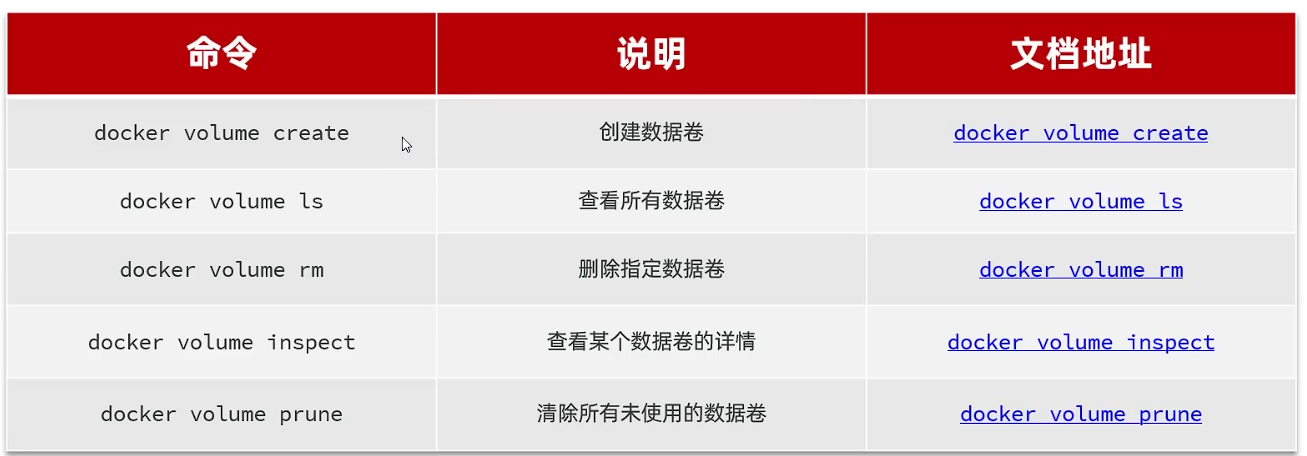 命令 说明 文档地址
docker volume create 创建数据卷 docker volume create
docker volume ls 查看所有数据卷 docker volume ls
docker volume rm 删除指定数据卷 docker volume rm
docker volume inspect 查看某个数据卷的详情 docker volume inspect
docker volume prune 清除所有未使用的数据卷 docker volume prune